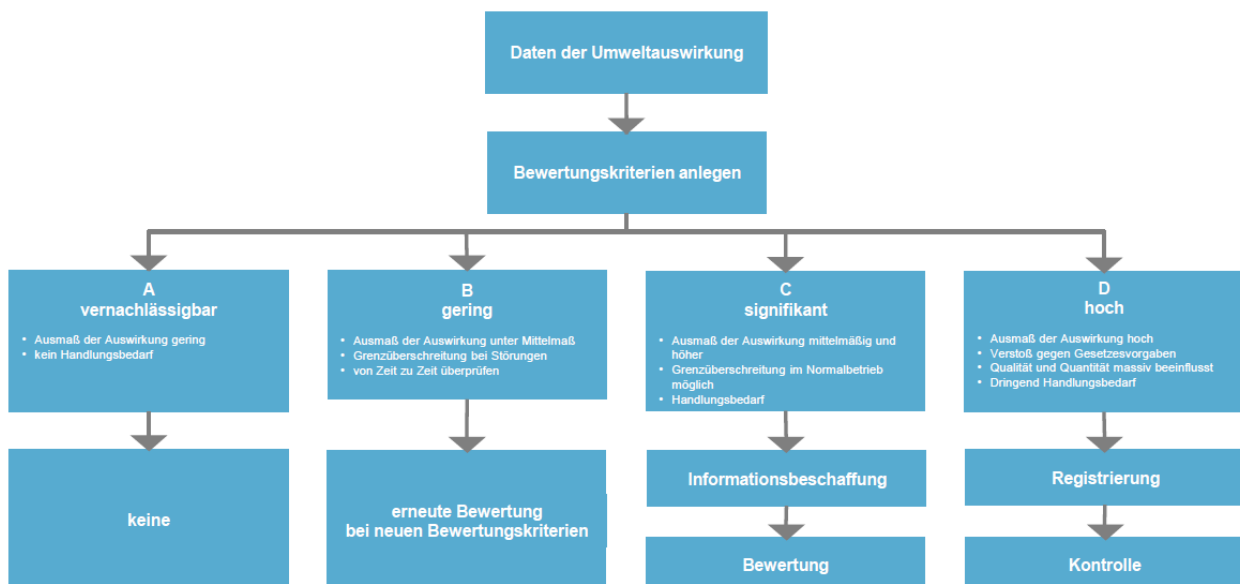 Daten der Umweltauswirkung
Bewertungskriterien anlegen
A
vernachlässigbar
• Ausmaß der Auswirkung gering
• kein Handlungsbedarf
B
gering
• Ausmaß der Auswirkung unter Mittelmaß
• Grenzüberschreitung bei Störungen
• von Zeit zu Zeit überprüfen
C
signifikant
• Ausmaß der Auswirkung mittelmäßig und
höher
• Grenzüberschreitung im Normalbetrieb
möglich
• Handlungsbedarf
D
hoch
• Ausmaß der Auswirkung hoch
• Verstoß gegen Gesetzesvorgaben
• Qualität und Quantität massiv beeinflusst
• Dringend Handlungsbedarf
keine
erneute Bewertung
bei neuen Bewertungskriterien
Informationsbeschaffung
Bewertung
Registrierung
Kontrolle